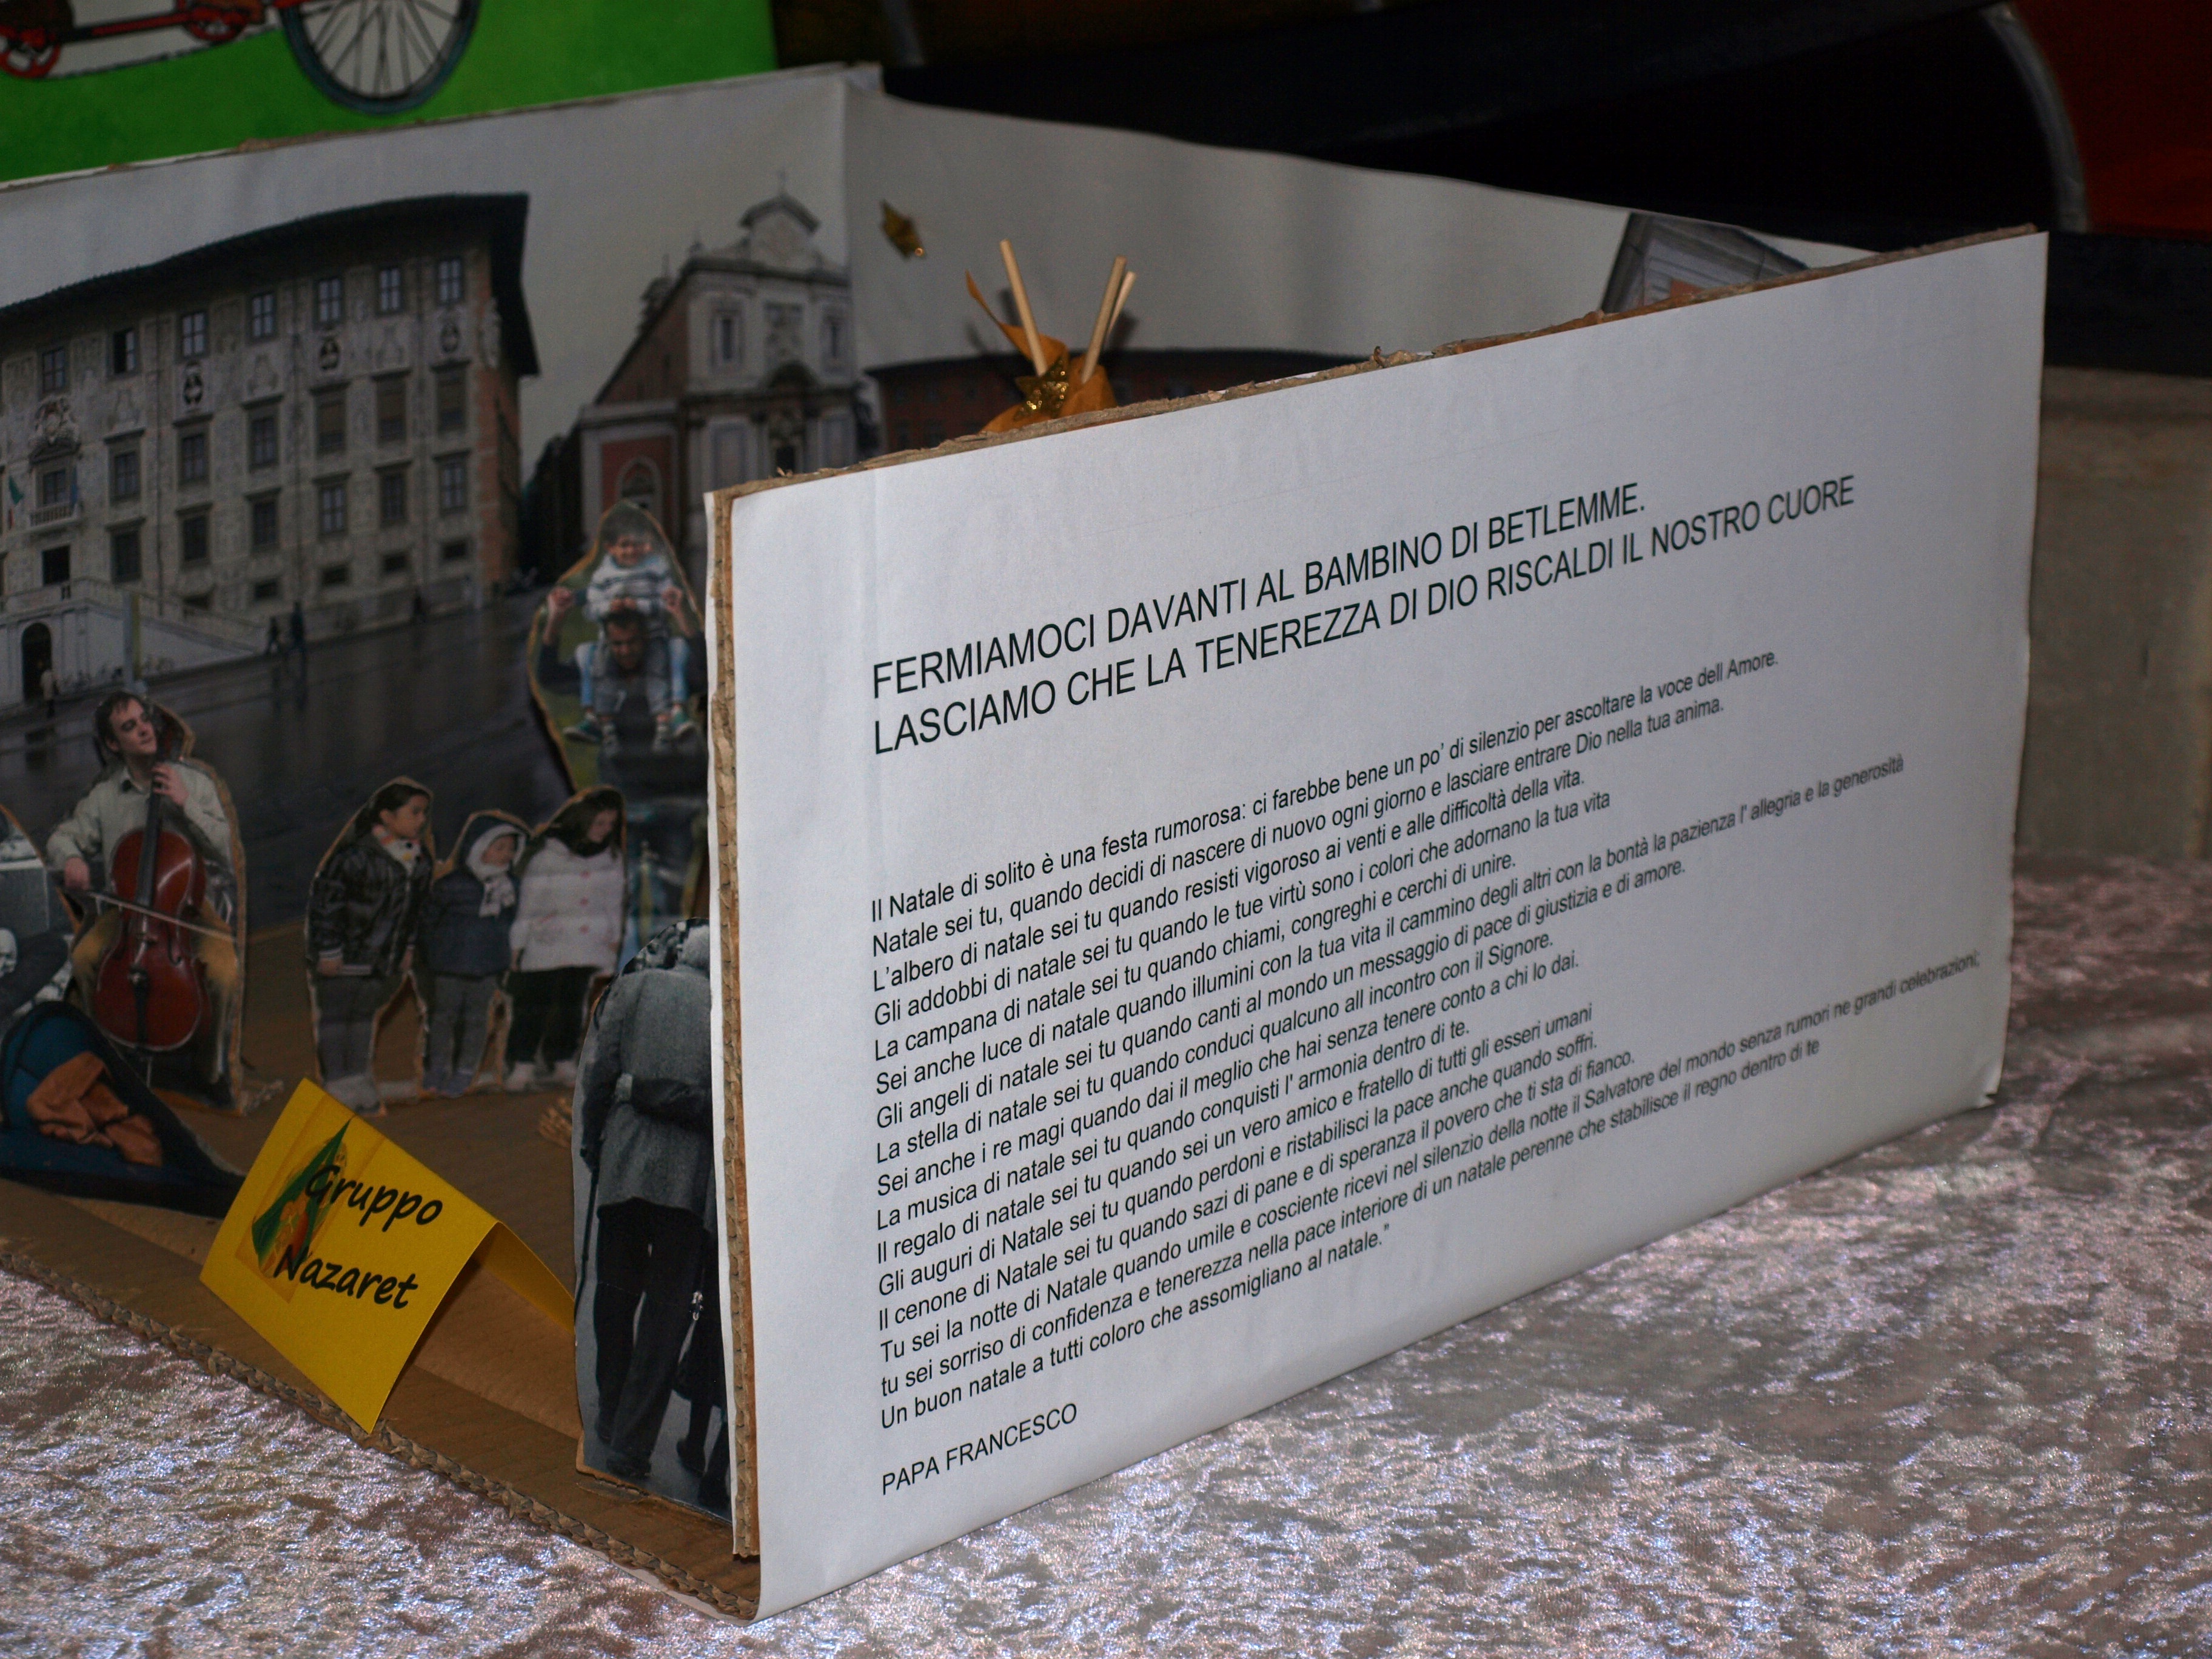 FERMIAMOCI DAVANTI AL BAMBINO DI BETLEMME.
LASCIAMO CHE LA TENEREZZA DI DIO RISCALDI IL NOSTRO CUORE
Il Natale di solito è una festa rumorosa: ci farebbe bene un po' di silenzio per ascoltare la voce dell Amore.
Natale sei tu, quando decidi di nascere di nuovo ogni giorno e lasciare entrare Dio nella tua anima.
L'albero di natale sei tu quando resisti vigoroso ai venti e alle difficoltà della vita.
Gli addobbi di natale sei tu quando le tue virtù sono i colori che adornano la tua vita
La campana di natale sei tu quando chiami, congreghi e cerchi di unire.
Sei anche luce di natale quando illumini con la tua vita il cammino degli altri con la bontà la pazienza l' allegria e la generosità
Gli angeli di natale sei tu quando canti al mondo un messaggio di pace di giustizia e di amore.
La stella di natale sei tu quando conduci qualcuno all incontro con il Signore.
Sei anche i re magi quando dai il meglio che hai senza tenere conto a chi lo dai.
La musica di natale sei tu quando conquisti l' armonia dentro di te.
Il regalo di natale sei tu quando sei un vero amico e fratello di tutti gli esseri umani
Gli auguri di Natale sei tu quando perdoni e ristabilisci la pace anche quando soffri.
Il cenone di Natale sei tu quando sazi di pane e di speranza il povero che ti sta di fianco.
Tu sei la notte di Natale quando umile e cosciente ricevi nel silenzio della notte il Salvatore del mondo senza rumori ne grandi celebrazioni;
tu sei sorriso di confidenza e tenerezza nella pace interiore di un natale perenne che stabilisce il regno dentro di te
Un buon natale a tutti coloro che assomigliano al natale."
PAPA FRANCESCO
Gruppo
Nazaret